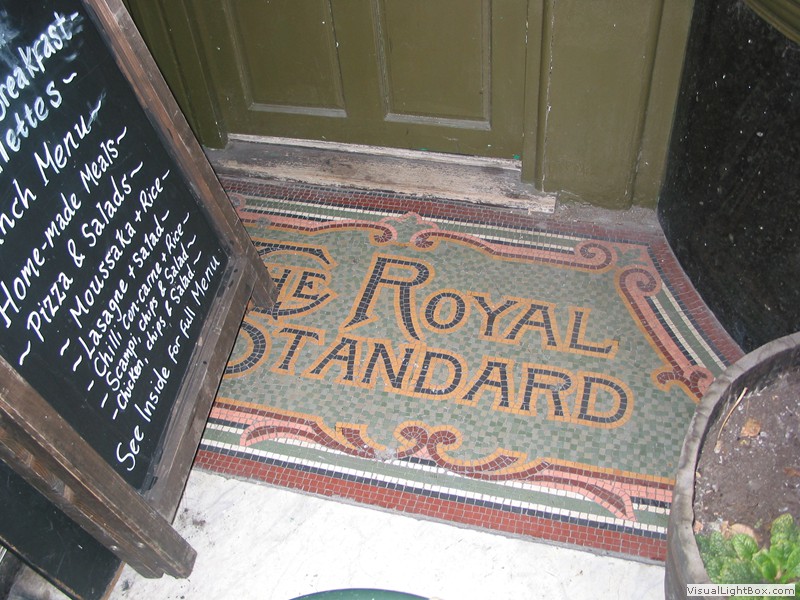 Breakfast
nch Menu
Home-made Meals~
~ Pizza & Salads~
~ Moussaka + Rice -
- Lasagne + Salad ~
- Chilli con-carne + Rice -
- Scampi, chips & Salad ~
- Chicken, chips & Salad -
See Inside for full Menu
THE ROYAL
STANDARD
VisualLightBox.com